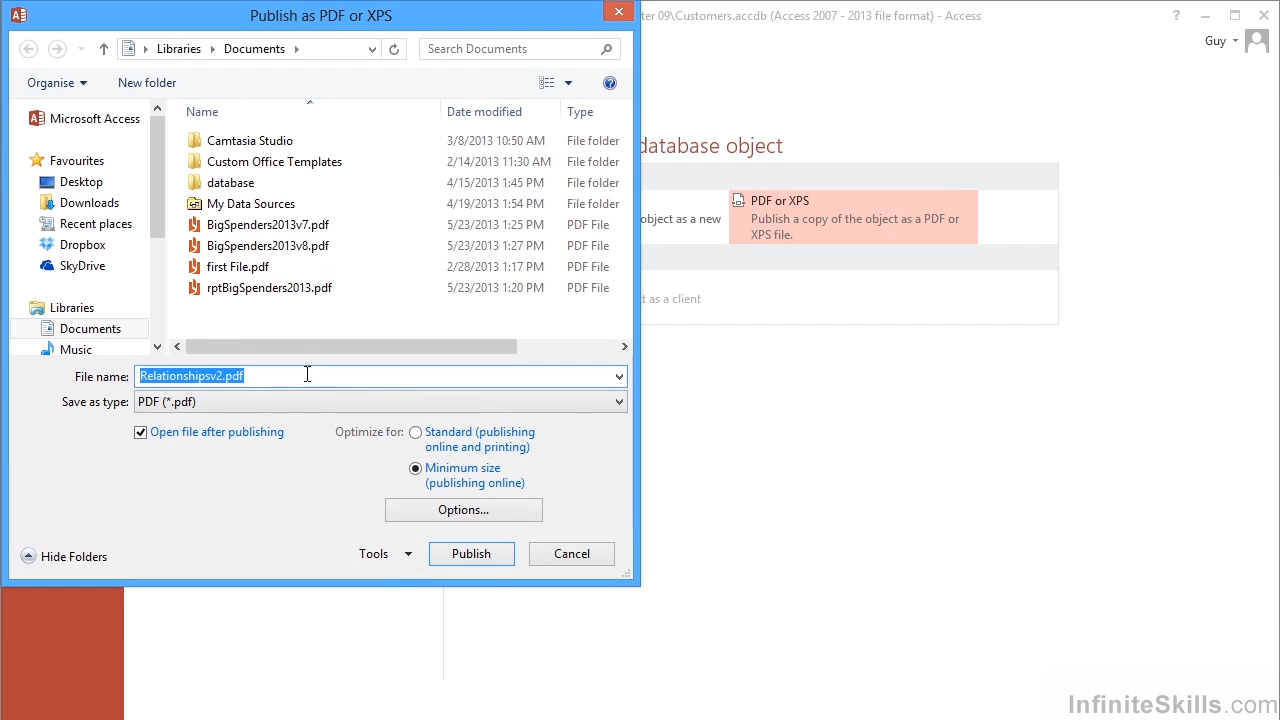 Publish as PDF or XPS
ter 09\Customers.accdb (Access 2007 - 2013 file format) - Access
Guy
Libraries
Documents
Search Documents
Organise
New folder
Name
Date modified
Type
Microsoft Access
Favourites
Desktop
Downloads
Recent places
Dropbox
SkyDrive
Libraries
Documents
Music
Camtasia Studio 3/8/2013 10:50 AM File folder
Custom Office Templates 2/14/2013 11:30 AM File folder
database 4/15/2013 1:45 PM File folder
My Data Sources 4/19/2013 1:54 PM File folder
BigSpenders2013v7.pdf 5/23/2013 1:25 PM PDF File
BigSpenders2013v8.pdf 5/23/2013 1:27 PM PDF File
first File.pdf 2/28/2013 1:17 PM PDF File
rptBigSpenders2013.pdf 5/23/2013 1:20 PM PDF File
File name: Relationshipsv2.pdf
Save as type: PDF (*.pdf)
Open file after publishing
Optimize for:
Standard (publishing
online and printing)
Minimum size
(publishing online)
Options...
Hide Folders
Tools
Publish
Cancel
database object
object as a new
PDF or XPS
Publish a copy of the object as a PDF or
XPS file.
t as a client
InfiniteSkills.com